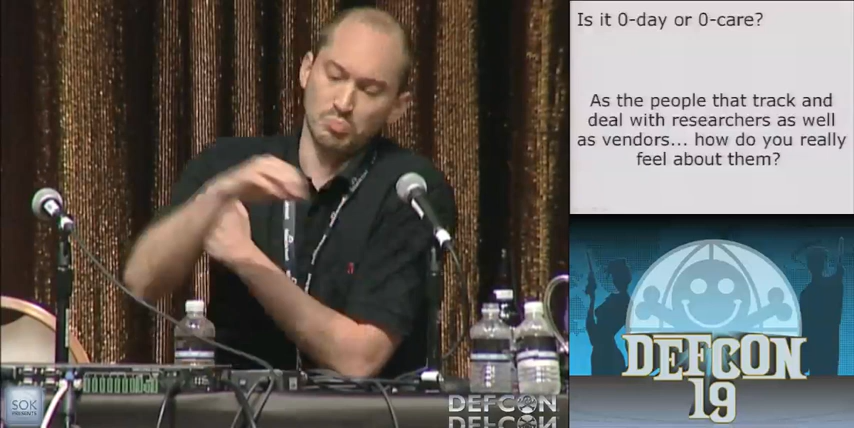 Is it 0-day or 0-care?
As the people that track and
deal with researchers as well
as vendors... how do you really
feel about them?
DEFCON
19
SOK
PRESENTS
DEFCON